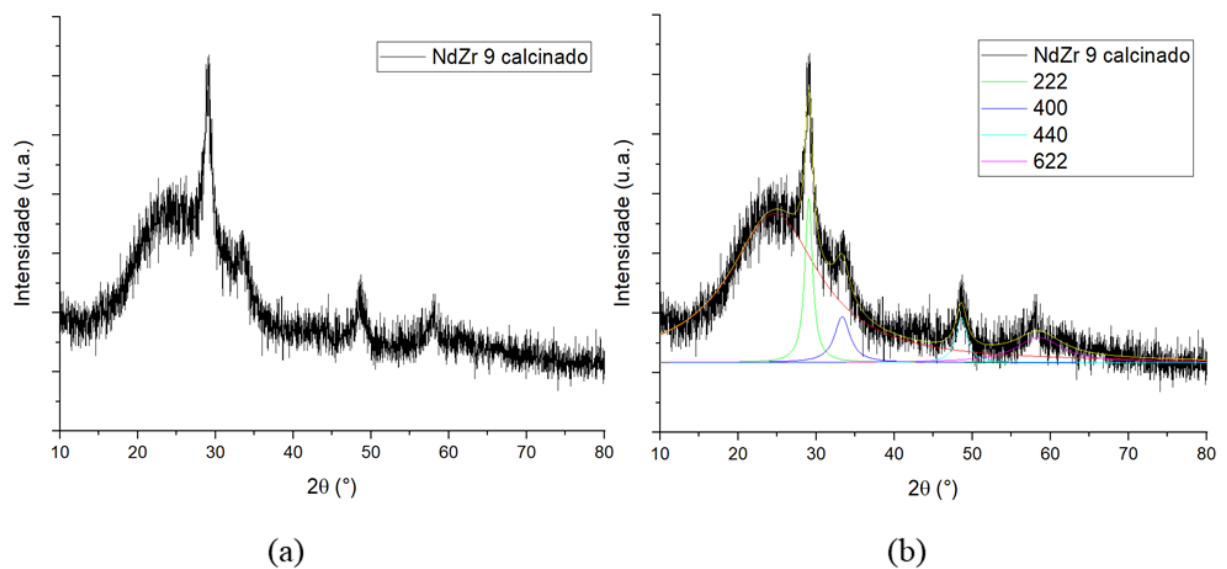 NdZr 9 calcinado
Intensidade (u.a.)
10 20 30 40 50 60 70 80
2θ (°)
(a)
NdZr 9 calcinado
222
400
440
622
Intensidade (u.a.)
10 20 30 40 50 60 70 80
2θ (°)
(b)